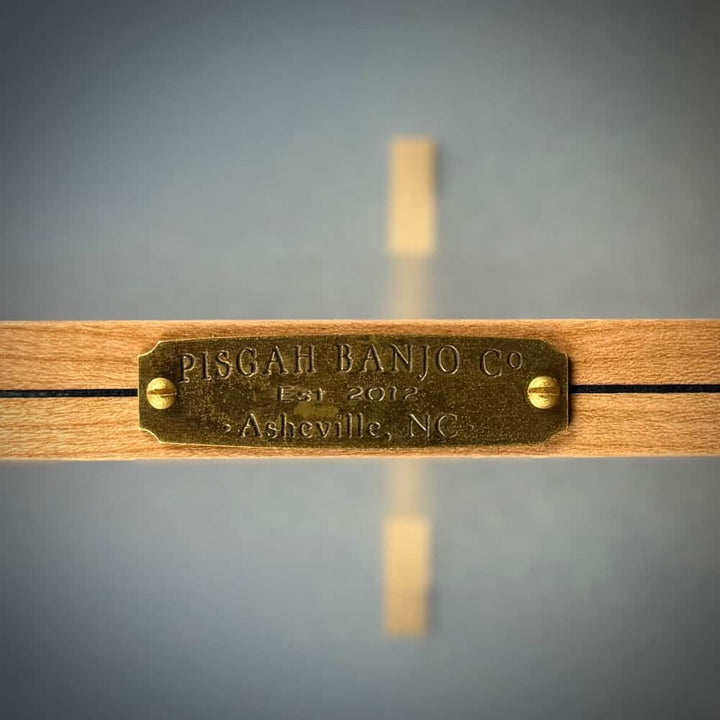 PISGAH BANJO Co
Est 2012
·Asheville, NC·